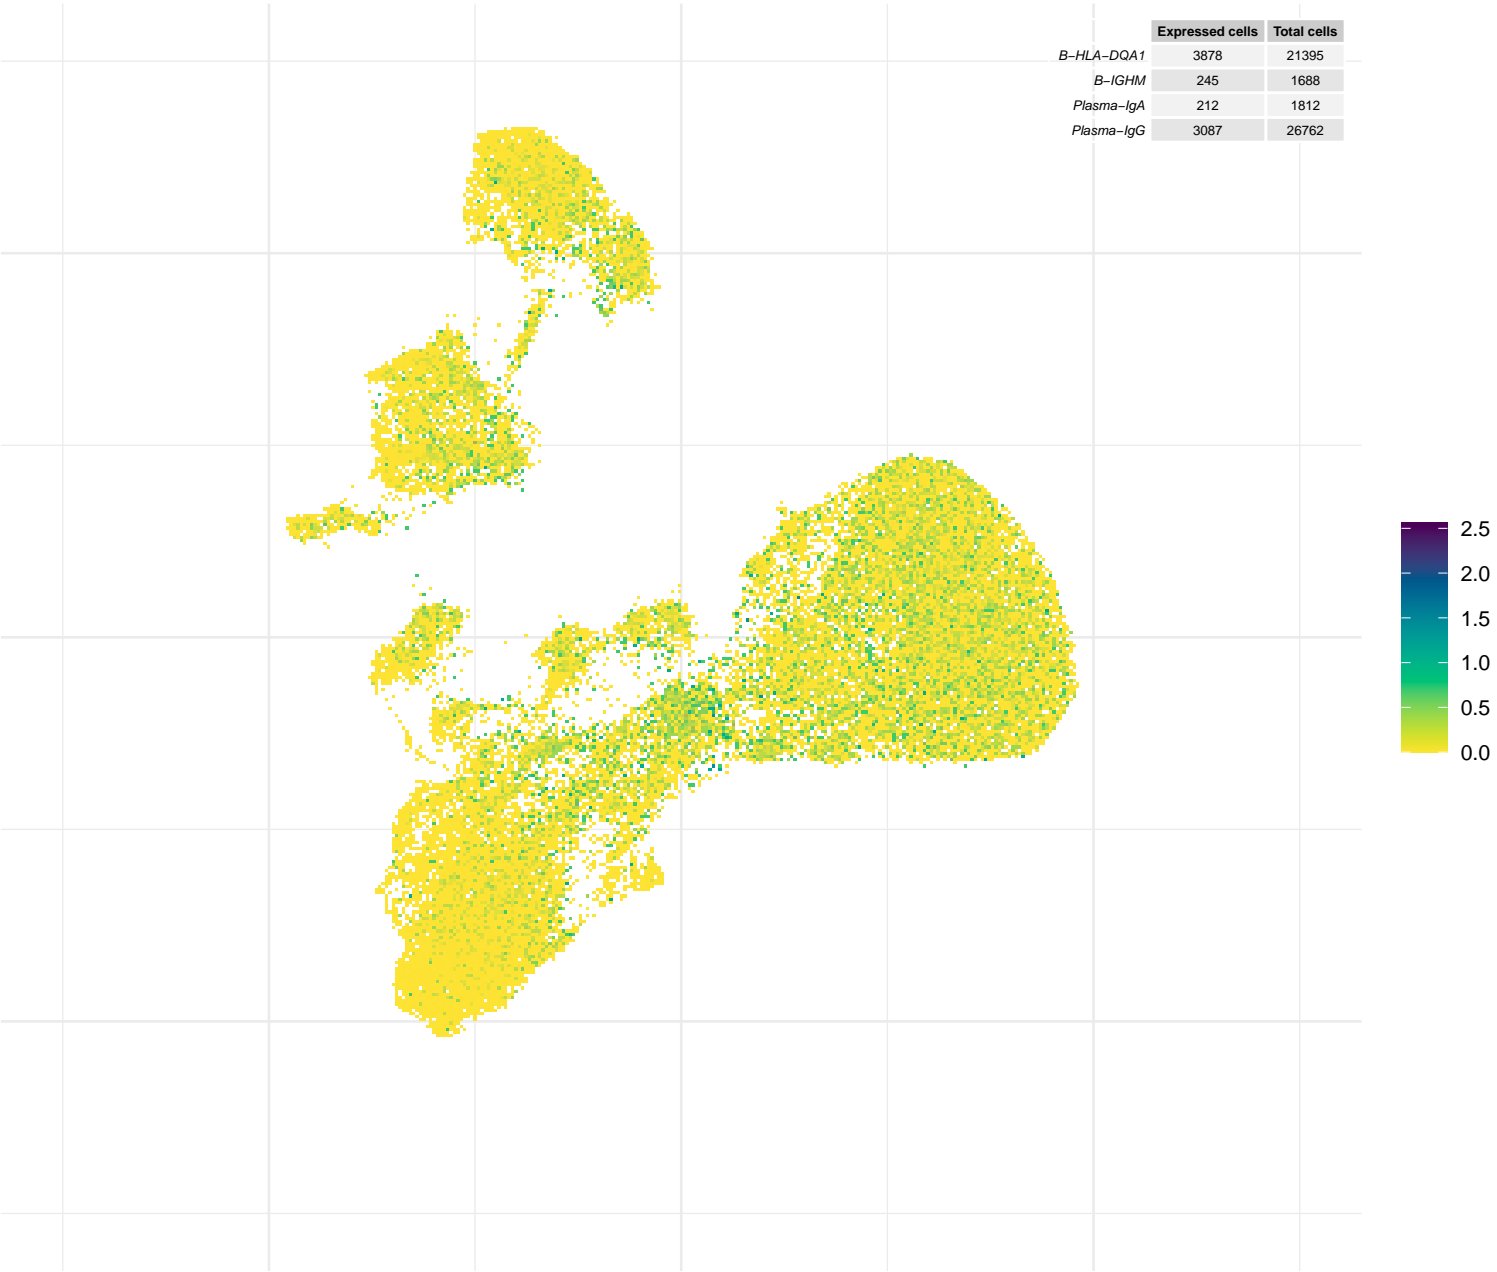 Expressed cells Total cells
B−HLA−DQA1 3878 21395
B−IGHM 245 1688
Plasma−IgA 212 1812
Plasma−IgG 3087 26762
2.5
2.0
1.5
1.0
0.5
0.0